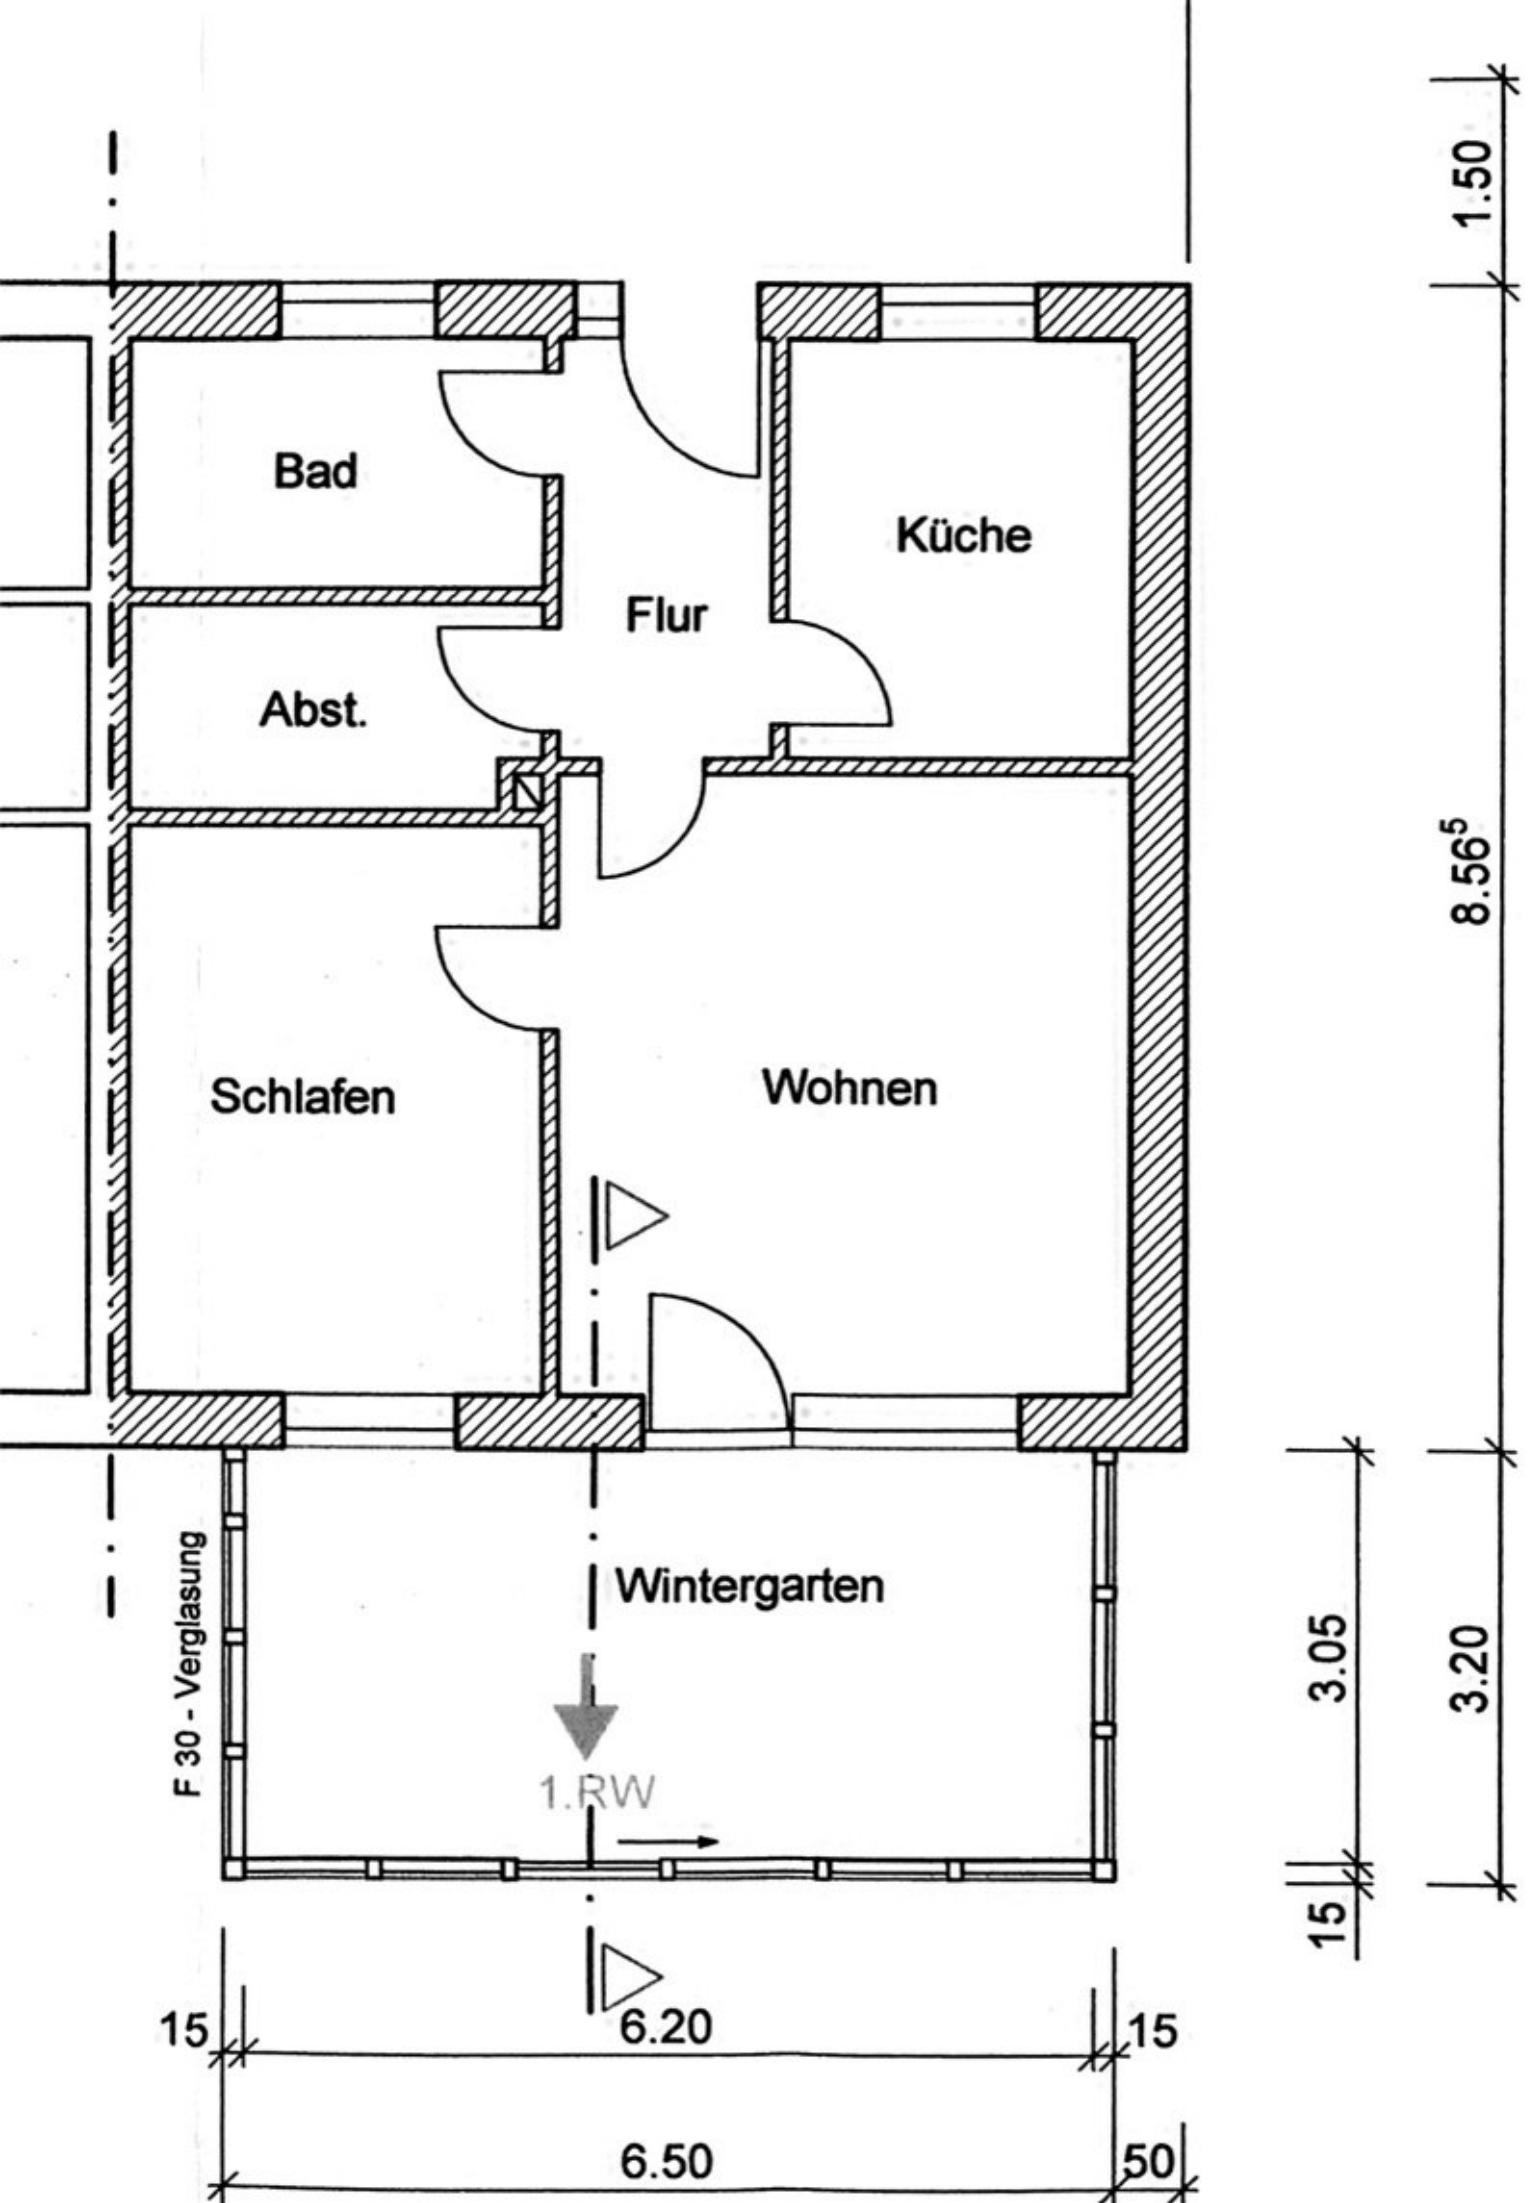 1.50
Bad
Küche
Flur
Abst.
8.56⁵
Schlafen
Wohnen
F 30 - Verglasung
Wintergarten
3.05
3.20
1.RW
15
15
6.20
15
6.50
50